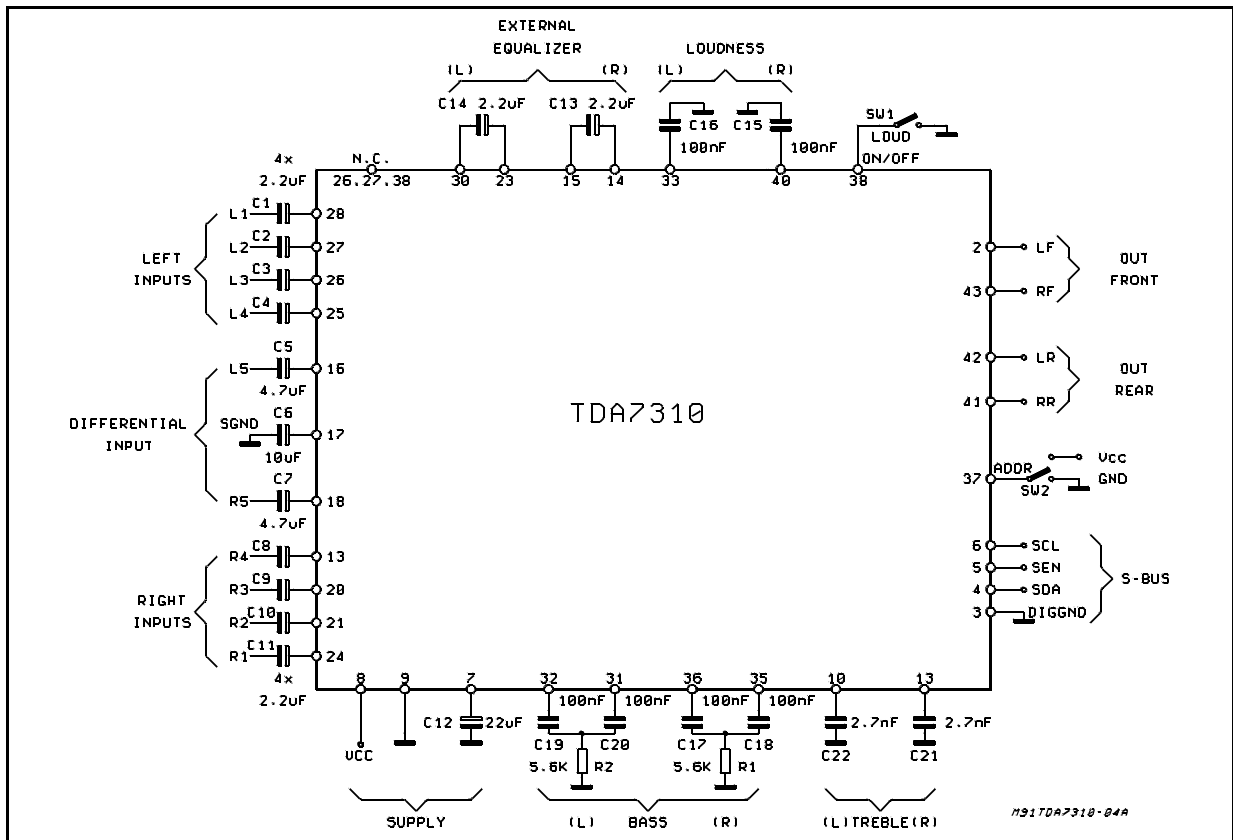 EXTERNAL
EQUALIZER
LOUDNESS
(L) (R) (L) (R)
C14 2.2uF C13 2.2uF
C16 C15
100nF 100nF
SW1
LOUD
ON/OFF
4x
2.2uF
N.C.
26.27.38 30 23 15 14 33 40 38
L1 C1 28
L2 C2 27
L3 C3 26
L4 C4 25
LEFT
INPUTS
L5 C5 16
4.7uF
DIFFERENTIAL
INPUT
SGND C6 17
10uF
R5 C7 18
4.7uF
R4 C8 13
R3 C9 20
R2 C10 21
R1 C11 24
RIGHT
INPUTS
4x
2.2uF
TDA7310
2 LF
43 RF
OUT
FRONT
42 LR
41 RR
OUT
REAR
37 ADDR
SW2
Vcc
GND
6 SCL
5 SEN
4 SDA
3 DIGGND
S-BUS
8 9 7 32 31 36 35 10 13
100nF 100nF 100nF 100nF
C12 22uF 2.7nF 2.7nF
VCC
C19 C20 C17 C18 C22 C21
5.6K R2 5.6K R1
SUPPLY (L) BASS (R) (L) TREBLE (R)
M91TDA7310-04A